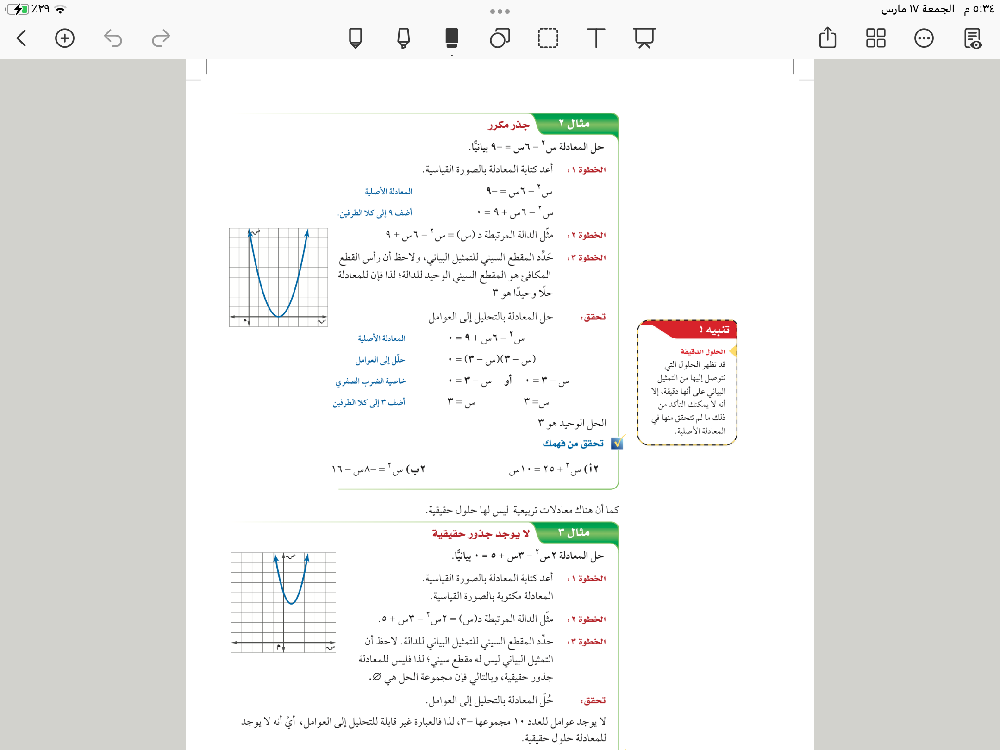 ٥:٣٤ م الجمعة ١٧ مارس
٪٢٩
مثال ٢ جذر مكرر
حل المعادلة س٢ – ٦س = –٩ بيانيًّا.
الخطوة ١: أعد كتابة المعادلة بالصورة القياسية.
س٢ – ٦س = –٩ المعادلة الأصلية
س٢ – ٦س + ٩ = ٠ أضف ٩ إلى كلا الطرفين.
الخطوة ٢: مثّل الدالة المرتبطة د (س) = س٢ – ٦س + ٩
الخطوة ٣: حَدِّد المقطع السيني للتمثيل البياني، ولاحظ أن رأس القطع
المكافئ هو المقطع السيني الوحيد للدالة؛ لذا فإن للمعادلة
حلًا وحيدًا هو ٣
ص
م
س
تحقق: حل المعادلة بالتحليل إلى العوامل
س٢ – ٦س + ٩ = ٠ المعادلة الأصلية
(س – ٣)(س – ٣) = ٠ حلّل إلى العوامل
س – ٣ = ٠ أو س – ٣ = ٠ خاصية الضرب الصفري
س= ٣ س = ٣ أضف ٣ إلى كلا الطرفين
الحل الوحيد هو ٣
تحقق من فهمك
٢أ) س٢ + ٢٥ = ١٠س ٢ب) س٢ = –٨س – ١٦
تنبيه !
الحلول الدقيقة
قد تظهر الحلول التي
نتوصل إليها من التمثيل
البياني على أنها دقيقة، إلا
أنه لا يمكنك التأكد من
ذلك ما لم تتحقق منها في
المعادلة الأصلية.
كما أن هناك معادلات تربيعية ليس لها حلول حقيقية.
مثال ٣ لا يوجد جذور حقيقية
حل المعادلة ٢س٢ – ٣س + ٥ = ٠ بيانيًّا.
الخطوة ١: أعد كتابة المعادلة بالصورة القياسية.
المعادلة مكتوبة بالصورة القياسية.
الخطوة ٢: مثّل الدالة المرتبطة د(س) = ٢س٢ – ٣س + ٥.
الخطوة ٣: حدِّد المقطع السيني للتمثيل البياني للدالة. لاحظ أن
التمثيل البياني ليس له مقطع سيني؛ لذا فليس للمعادلة
جذور حقيقية، وبالتالي فإن مجموعة الحل هي Ø.
ص
م
س
تحقق: حُلّ المعادلة بالتحليل إلى العوامل.
لا يوجد عوامل للعدد ١٠ مجموعها –٣، لذا فالعبارة غير قابلة للتحليل إلى العوامل، أيْ أنه لا يوجد
للمعادلة حلول حقيقية.